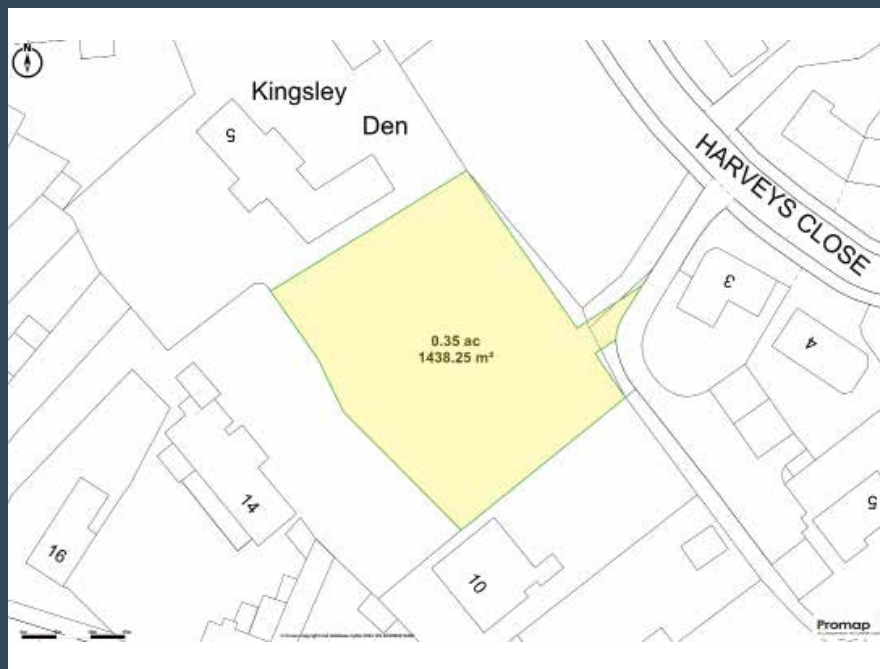 N
Kingsley
Den
5
HARVEYS CLOSE
3
4
0.35 ac
1438.25 m²
14
16
10
5
Promap